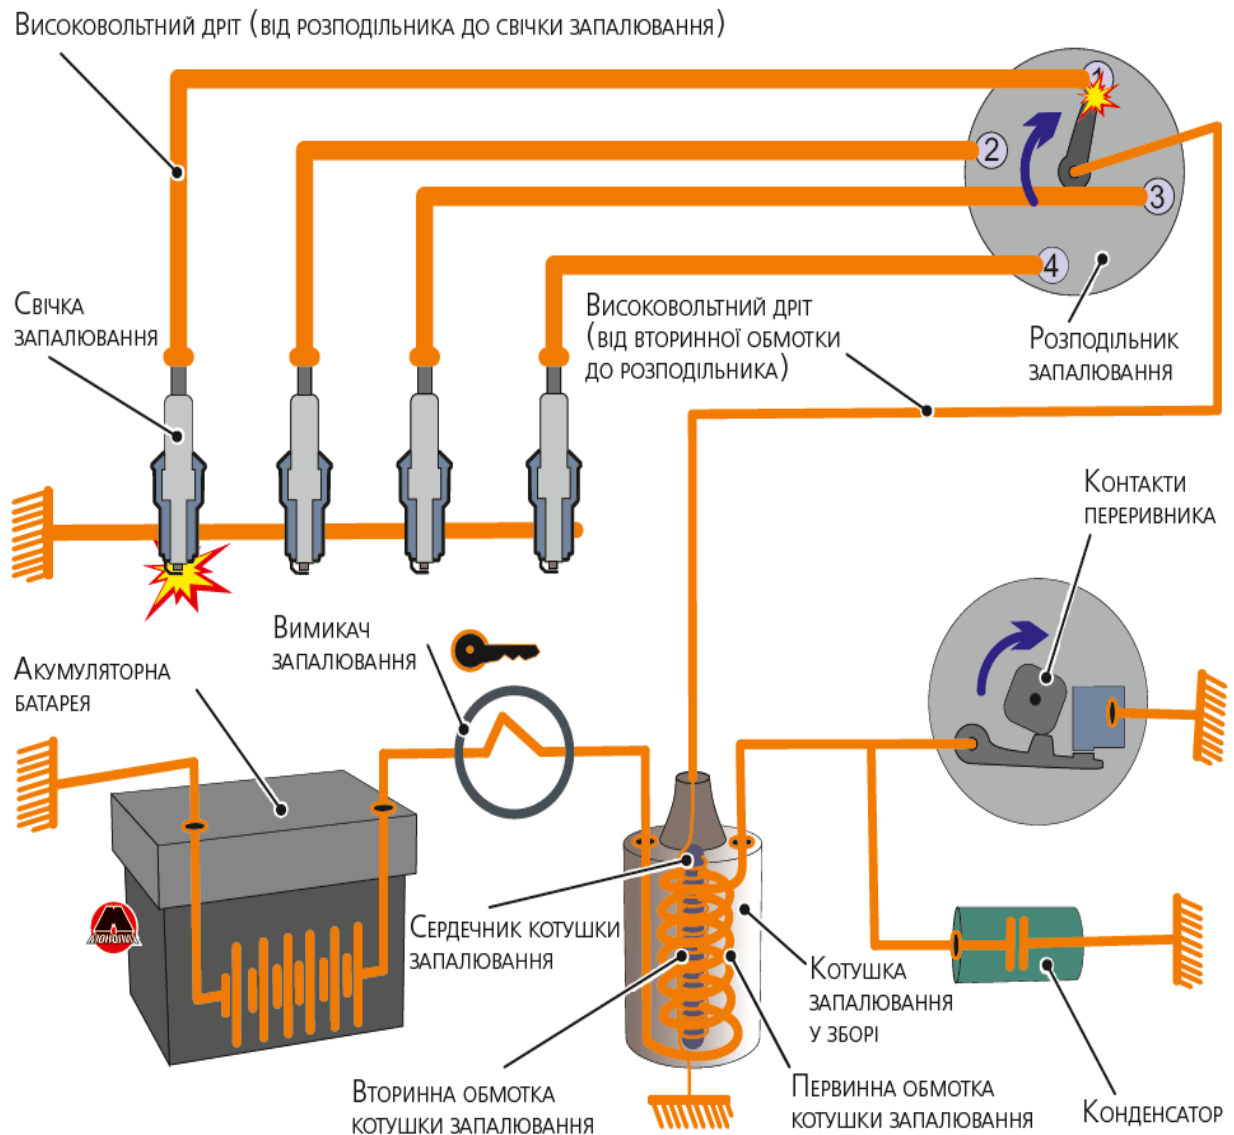 Високовольтний дріт (від розподільника до свічки запалювання)
1
2
3
4
Свічка
запалювання
Високовольтний дріт
(від вторинної обмотки
до розподільника)
Розподільник
запалювання
Контакти
переривника
Вимикач
запалювання
Акумуляторна
батарея
Монолит
Сердечник котушки
запалювання
Котушка
запалювання
у зборі
Вторинна обмотка
котушки запалювання
Первинна обмотка
котушки запалювання
Конденсатор